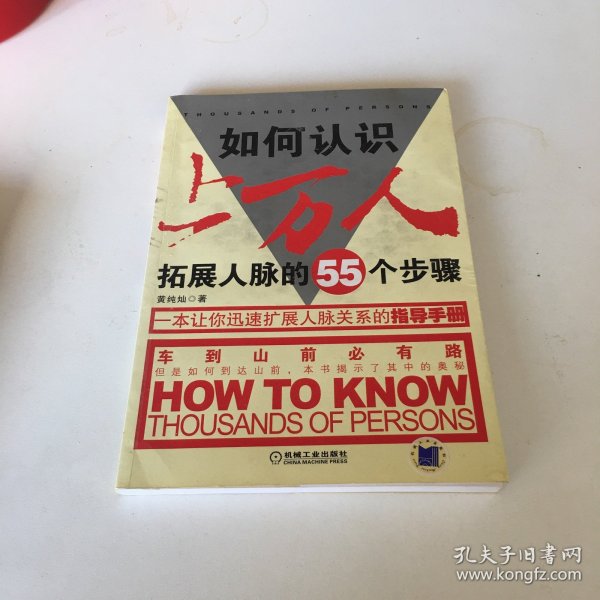 THOUSANDS OF PERSONS
如何认识
上万人
拓展人脉的55个步骤
黄纯灿◎著
一本让你迅速扩展人脉关系的指导手册
车到山前必有路
但是如何到达山前，本书揭示了其中的奥秘
HOW TO KNOW
THOUSANDS OF PERSONS
机械工业出版社
CHINA MACHINE PRESS
孔夫子旧书网
www.kongfz.com